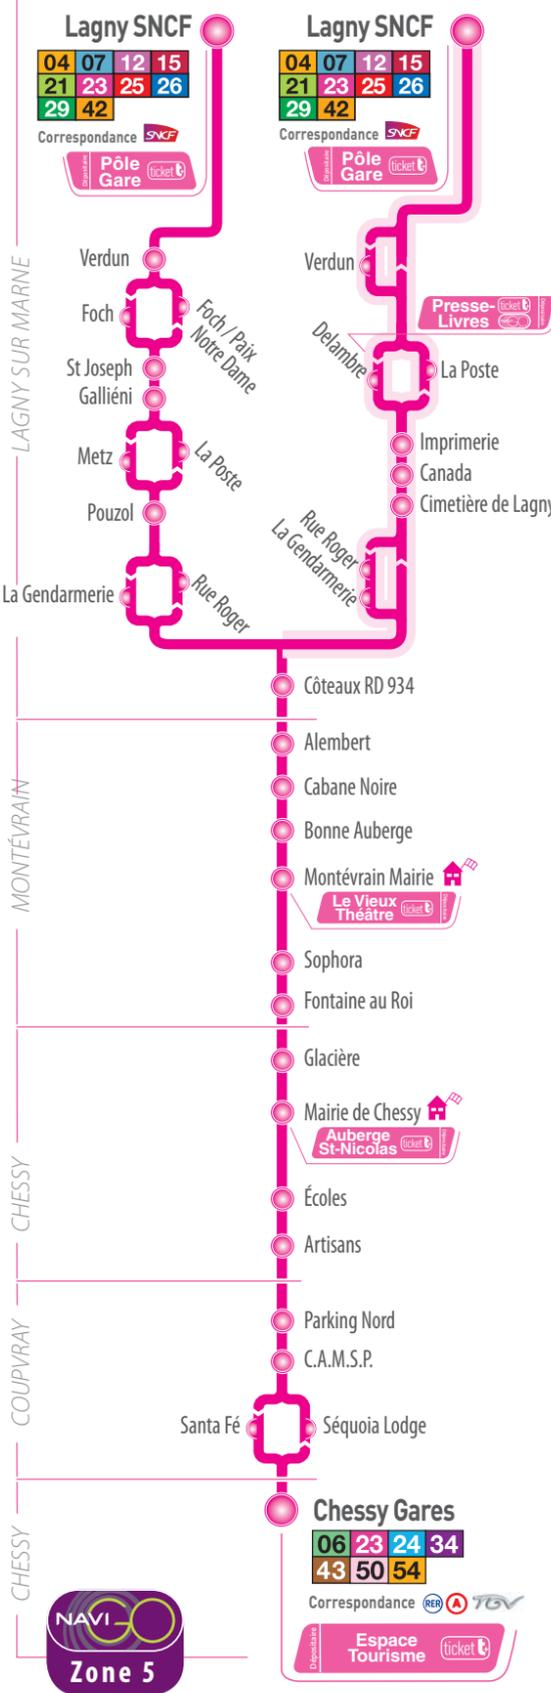 Lagny SNCF
04 07 12 15
21 23 25 26
29 42
Correspondance SNCF
Dépositaire
Pôle
Gare
ticket t
Lagny SNCF
04 07 12 15
21 23 25 26
29 42
Correspondance SNCF
Dépositaire
Pôle
Gare
ticket t
LAGNY SUR MARNE
Verdun
Foch
Foch / Paix
Notre Dame
St Joseph
Galliéni
Metz
La Poste
Pouzol
La Gendarmerie
Rue Roger
Verdun
Presse-
Livres
ticket t
Dépositaire
Delambre
La Poste
Imprimerie
Canada
Cimetière de Lagny
Rue Roger
La Gendarmerie
Côteaux RD 934
MONTÉVRAIN
Alembert
Cabane Noire
Bonne Auberge
Montévrain Mairie
Le Vieux
Théâtre
ticket t
Dépositaire
Sophora
Fontaine au Roi
CHESSY
Glacière
Mairie de Chessy
Auberge
St-Nicolas
ticket t
Dépositaire
Écoles
Artisans
COUPVRAY
Parking Nord
C.A.M.S.P.
Santa Fé
Séquoia Lodge
CHESSY
Chessy Gares
06 23 24 34
43 50 54
Correspondance RER A TGV
Dépositaire
Espace
Tourisme
ticket t
NAVIGO
Zone 5